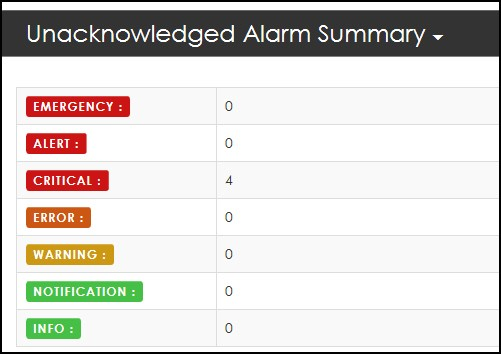 Unacknowledged Alarm Summary
EMERGENCY : 0
ALERT : 0
CRITICAL : 4
ERROR : 0
WARNING : 0
NOTIFICATION : 0
INFO : 0